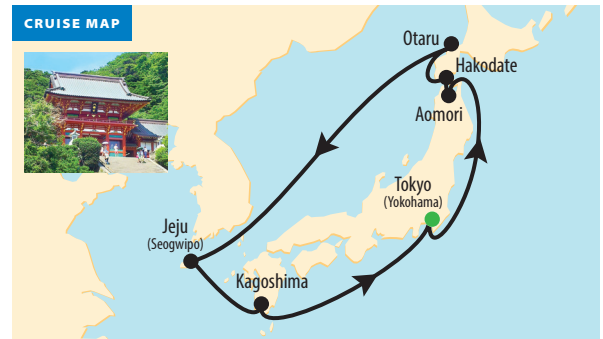 CRUISE MAP
Otaru
Hakodate
Aomori
Tokyo
(Yokohama)
Jeju
(Seogwipo)
Kagoshima